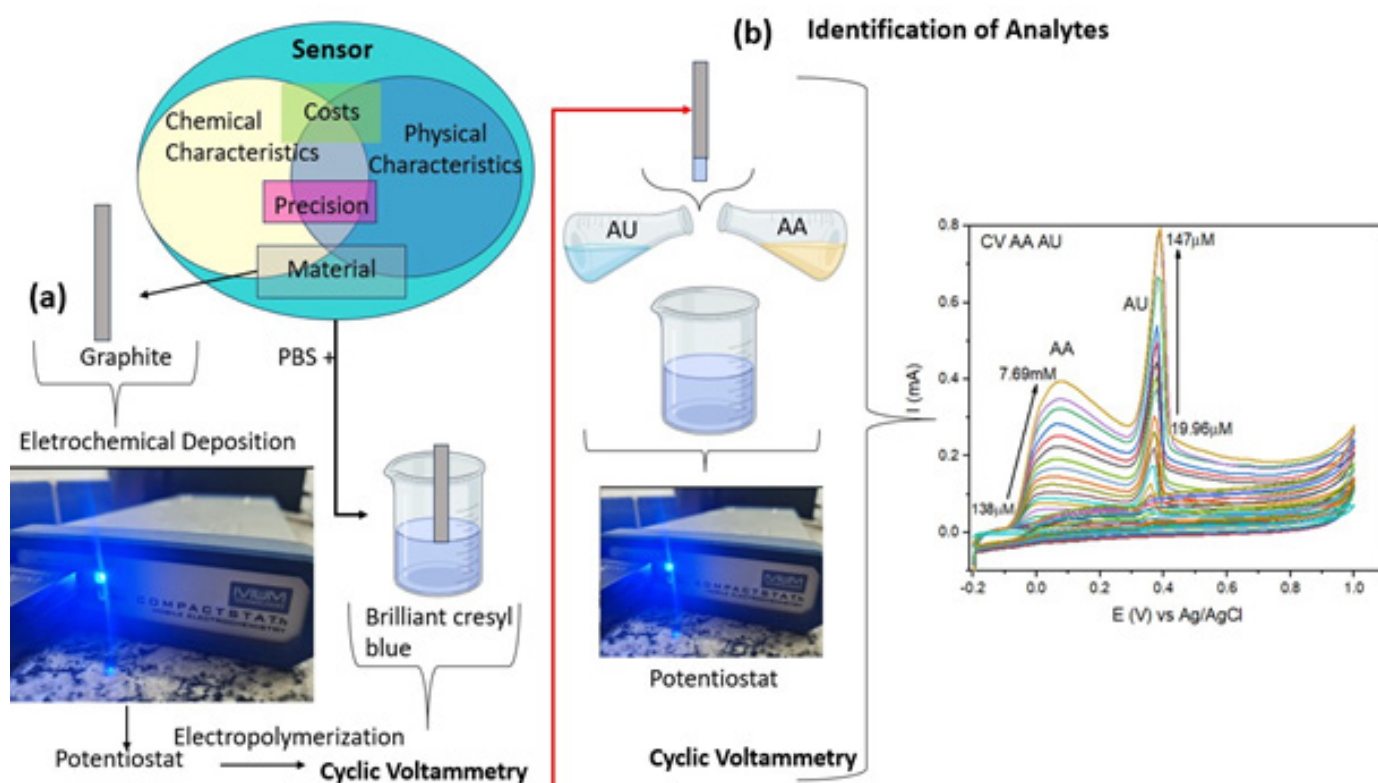 Sensor
Costs
Chemical
Characteristics
Physical
Characteristics
Precision
Material
(a)
Graphite
PBS +
Eletrochemical Deposition
COMPACTSTAT.h
MOBILE ELECTROCHEMISTRY
Brilliant cresyl
blue
Potentiostat
Electropolymerization
Cyclic Voltammetry
(b)
Identification of Analytes
AU
AA
Potentiostat
Cyclic Voltammetry
CV AA AU
147μM
AU
AA
7.69mM
19.96μM
138μM
I (mA)
0.8
0.6
0.4
0.2
0.0
-0.2
0.0
0.2
0.4
0.6
0.8
1.0
E (V) vs Ag/AgCl